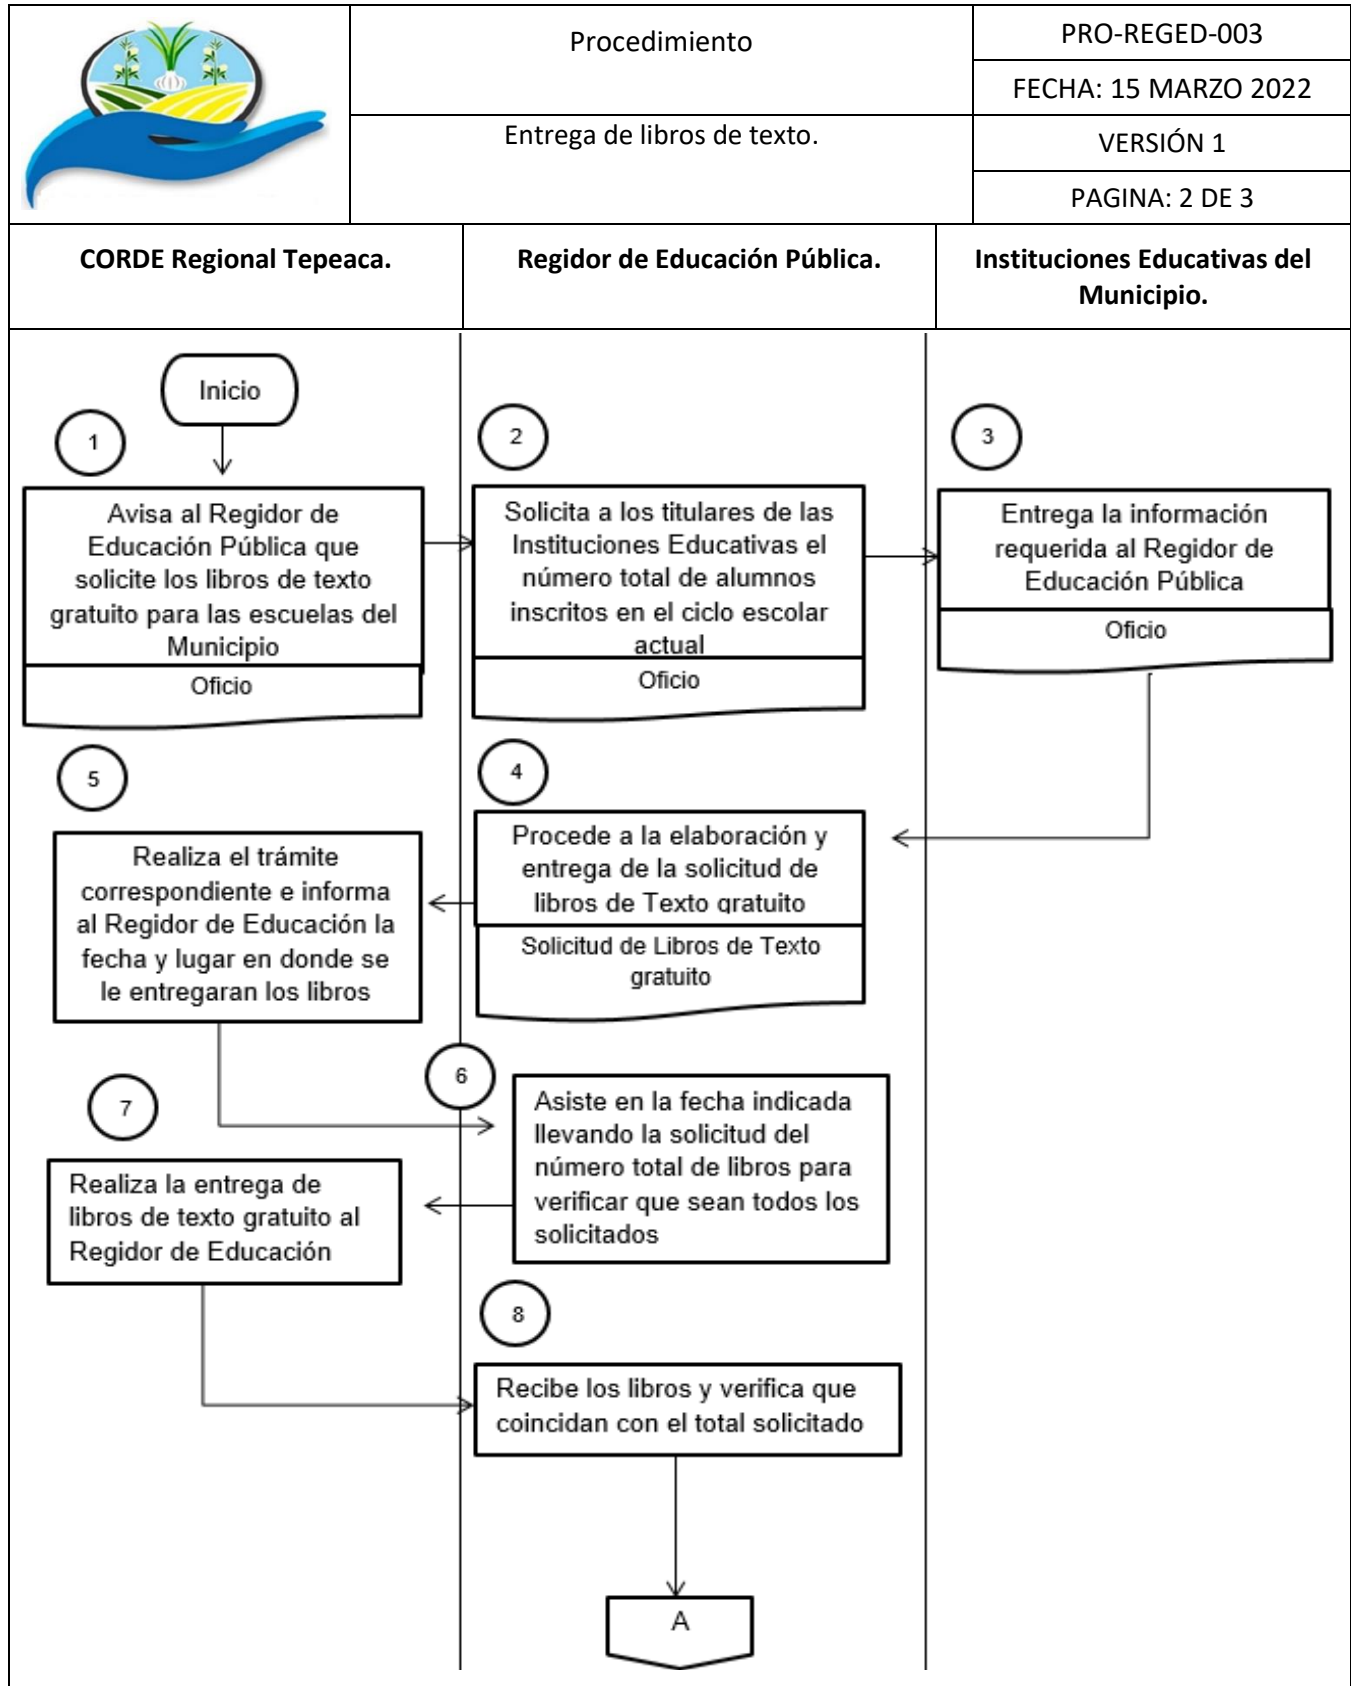 Procedimiento
PRO-REGED-003
FECHA: 15 MARZO 2022
Entrega de libros de texto.
VERSIÓN 1
PAGINA: 2 DE 3
CORDE Regional Tepeaca.
Regidor de Educación Pública.
Instituciones Educativas del
Municipio.
Inicio
1
Avisa al Regidor de
Educación Pública que
solicite los libros de texto
gratuito para las escuelas del
Municipio
Oficio
2
Solicita a los titulares de las
Instituciones Educativas el
número total de alumnos
inscritos en el ciclo escolar
actual
Oficio
3
Entrega la información
requerida al Regidor de
Educación Pública
Oficio
4
Procede a la elaboración y
entrega de la solicitud de
libros de Texto gratuito
Solicitud de Libros de Texto
gratuito
5
Realiza el trámite
correspondiente e informa
al Regidor de Educación la
fecha y lugar en donde se
le entregaran los libros
6
Asiste en la fecha indicada
llevando la solicitud del
número total de libros para
verificar que sean todos los
solicitados
7
Realiza la entrega de
libros de texto gratuito al
Regidor de Educación
8
Recibe los libros y verifica que
coincidan con el total solicitado
A